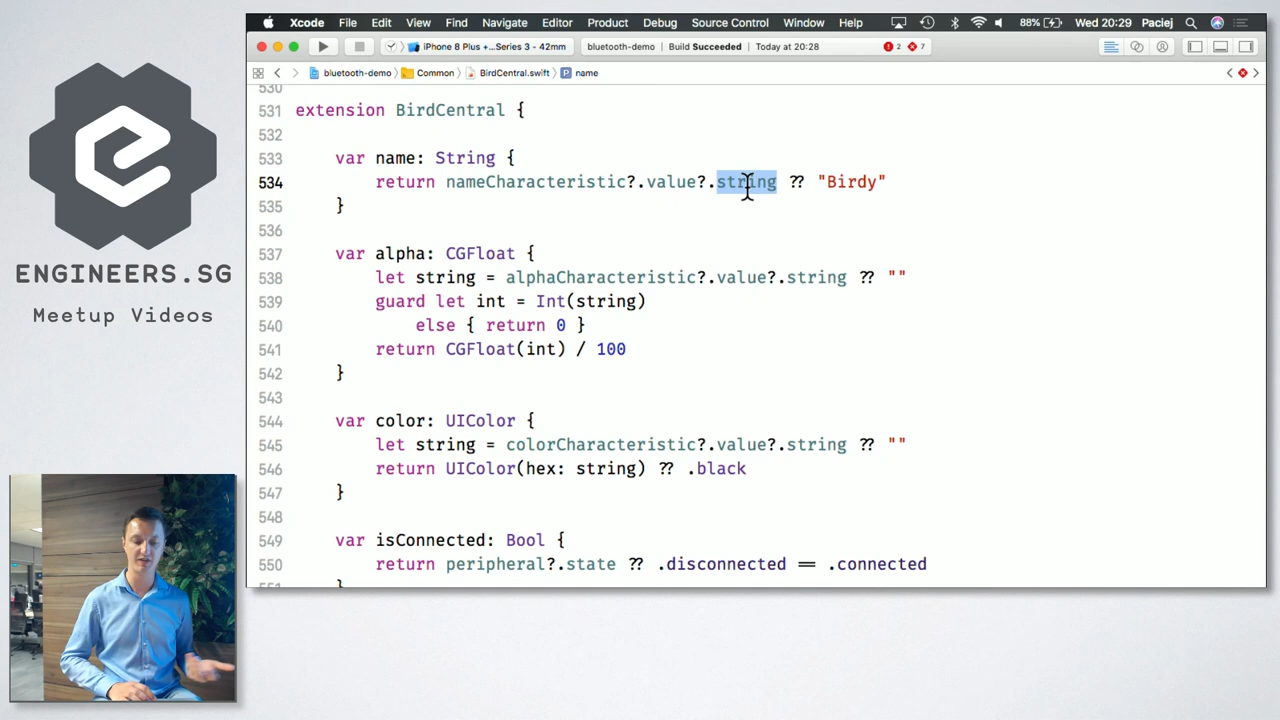 Xcode File Edit View Find Navigate Editor Product Debug Source Control Window Help 88% Wed 20:29 Paciej
iPhone 8 Plus +...Series 3 - 42mm bluetooth-demo | Build Succeeded | Today at 20:28 2 7
bluetooth-demo Common BirdCentral.swift P name
530
531 extension BirdCentral {
532
533 var name: String {
534 return nameCharacteristic?.value?.string ?? "Birdy"
535 }
536
537 var alpha: CGFloat {
538 let string = alphaCharacteristic?.value?.string ?? ""
539 guard let int = Int(string)
540 else { return 0 }
541 return CGFloat(int) / 100
542 }
543
544 var color: UIColor {
545 let string = colorCharacteristic?.value?.string ?? ""
546 return UIColor(hex: string) ?? .black
547 }
548
549 var isConnected: Bool {
550 return peripheral?.state ?? .disconnected == .connected
551 }
ENGINEERS.SG
Meetup Videos